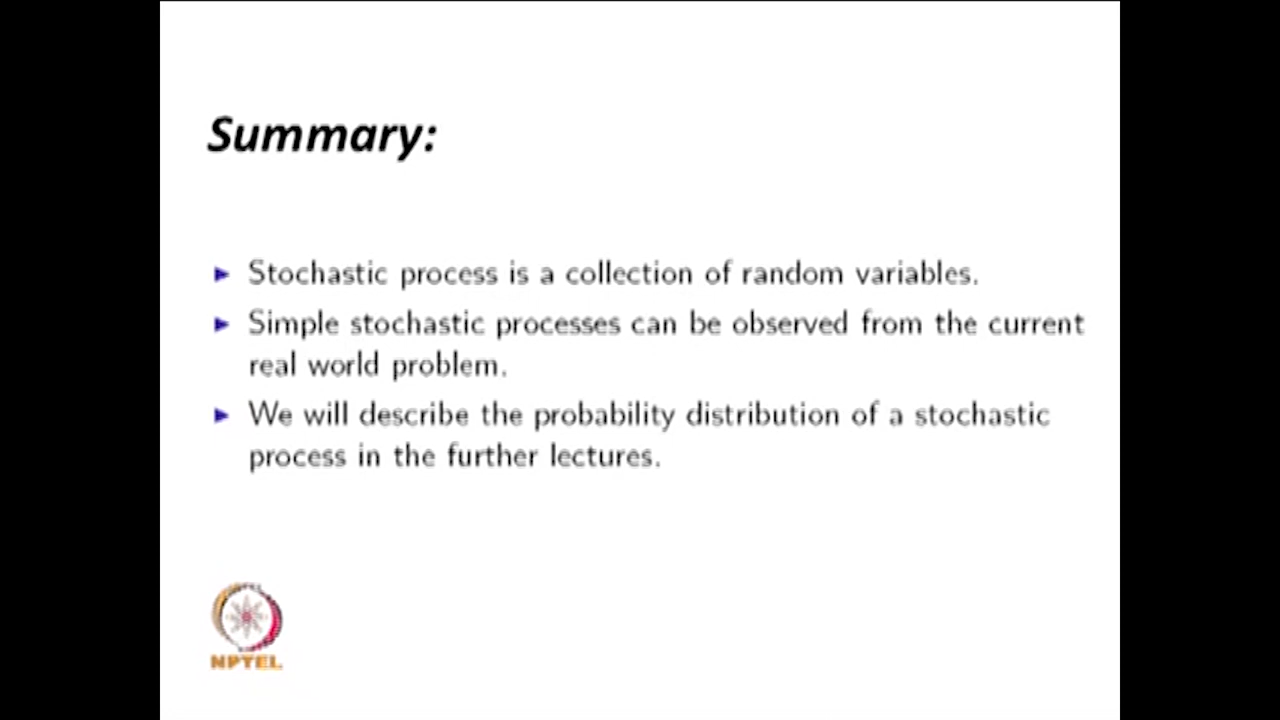 Summary:
► Stochastic process is a collection of random variables.
► Simple stochastic processes can be observed from the current
real world problem.
► We will describe the probability distribution of a stochastic
process in the further lectures.
NPTEL